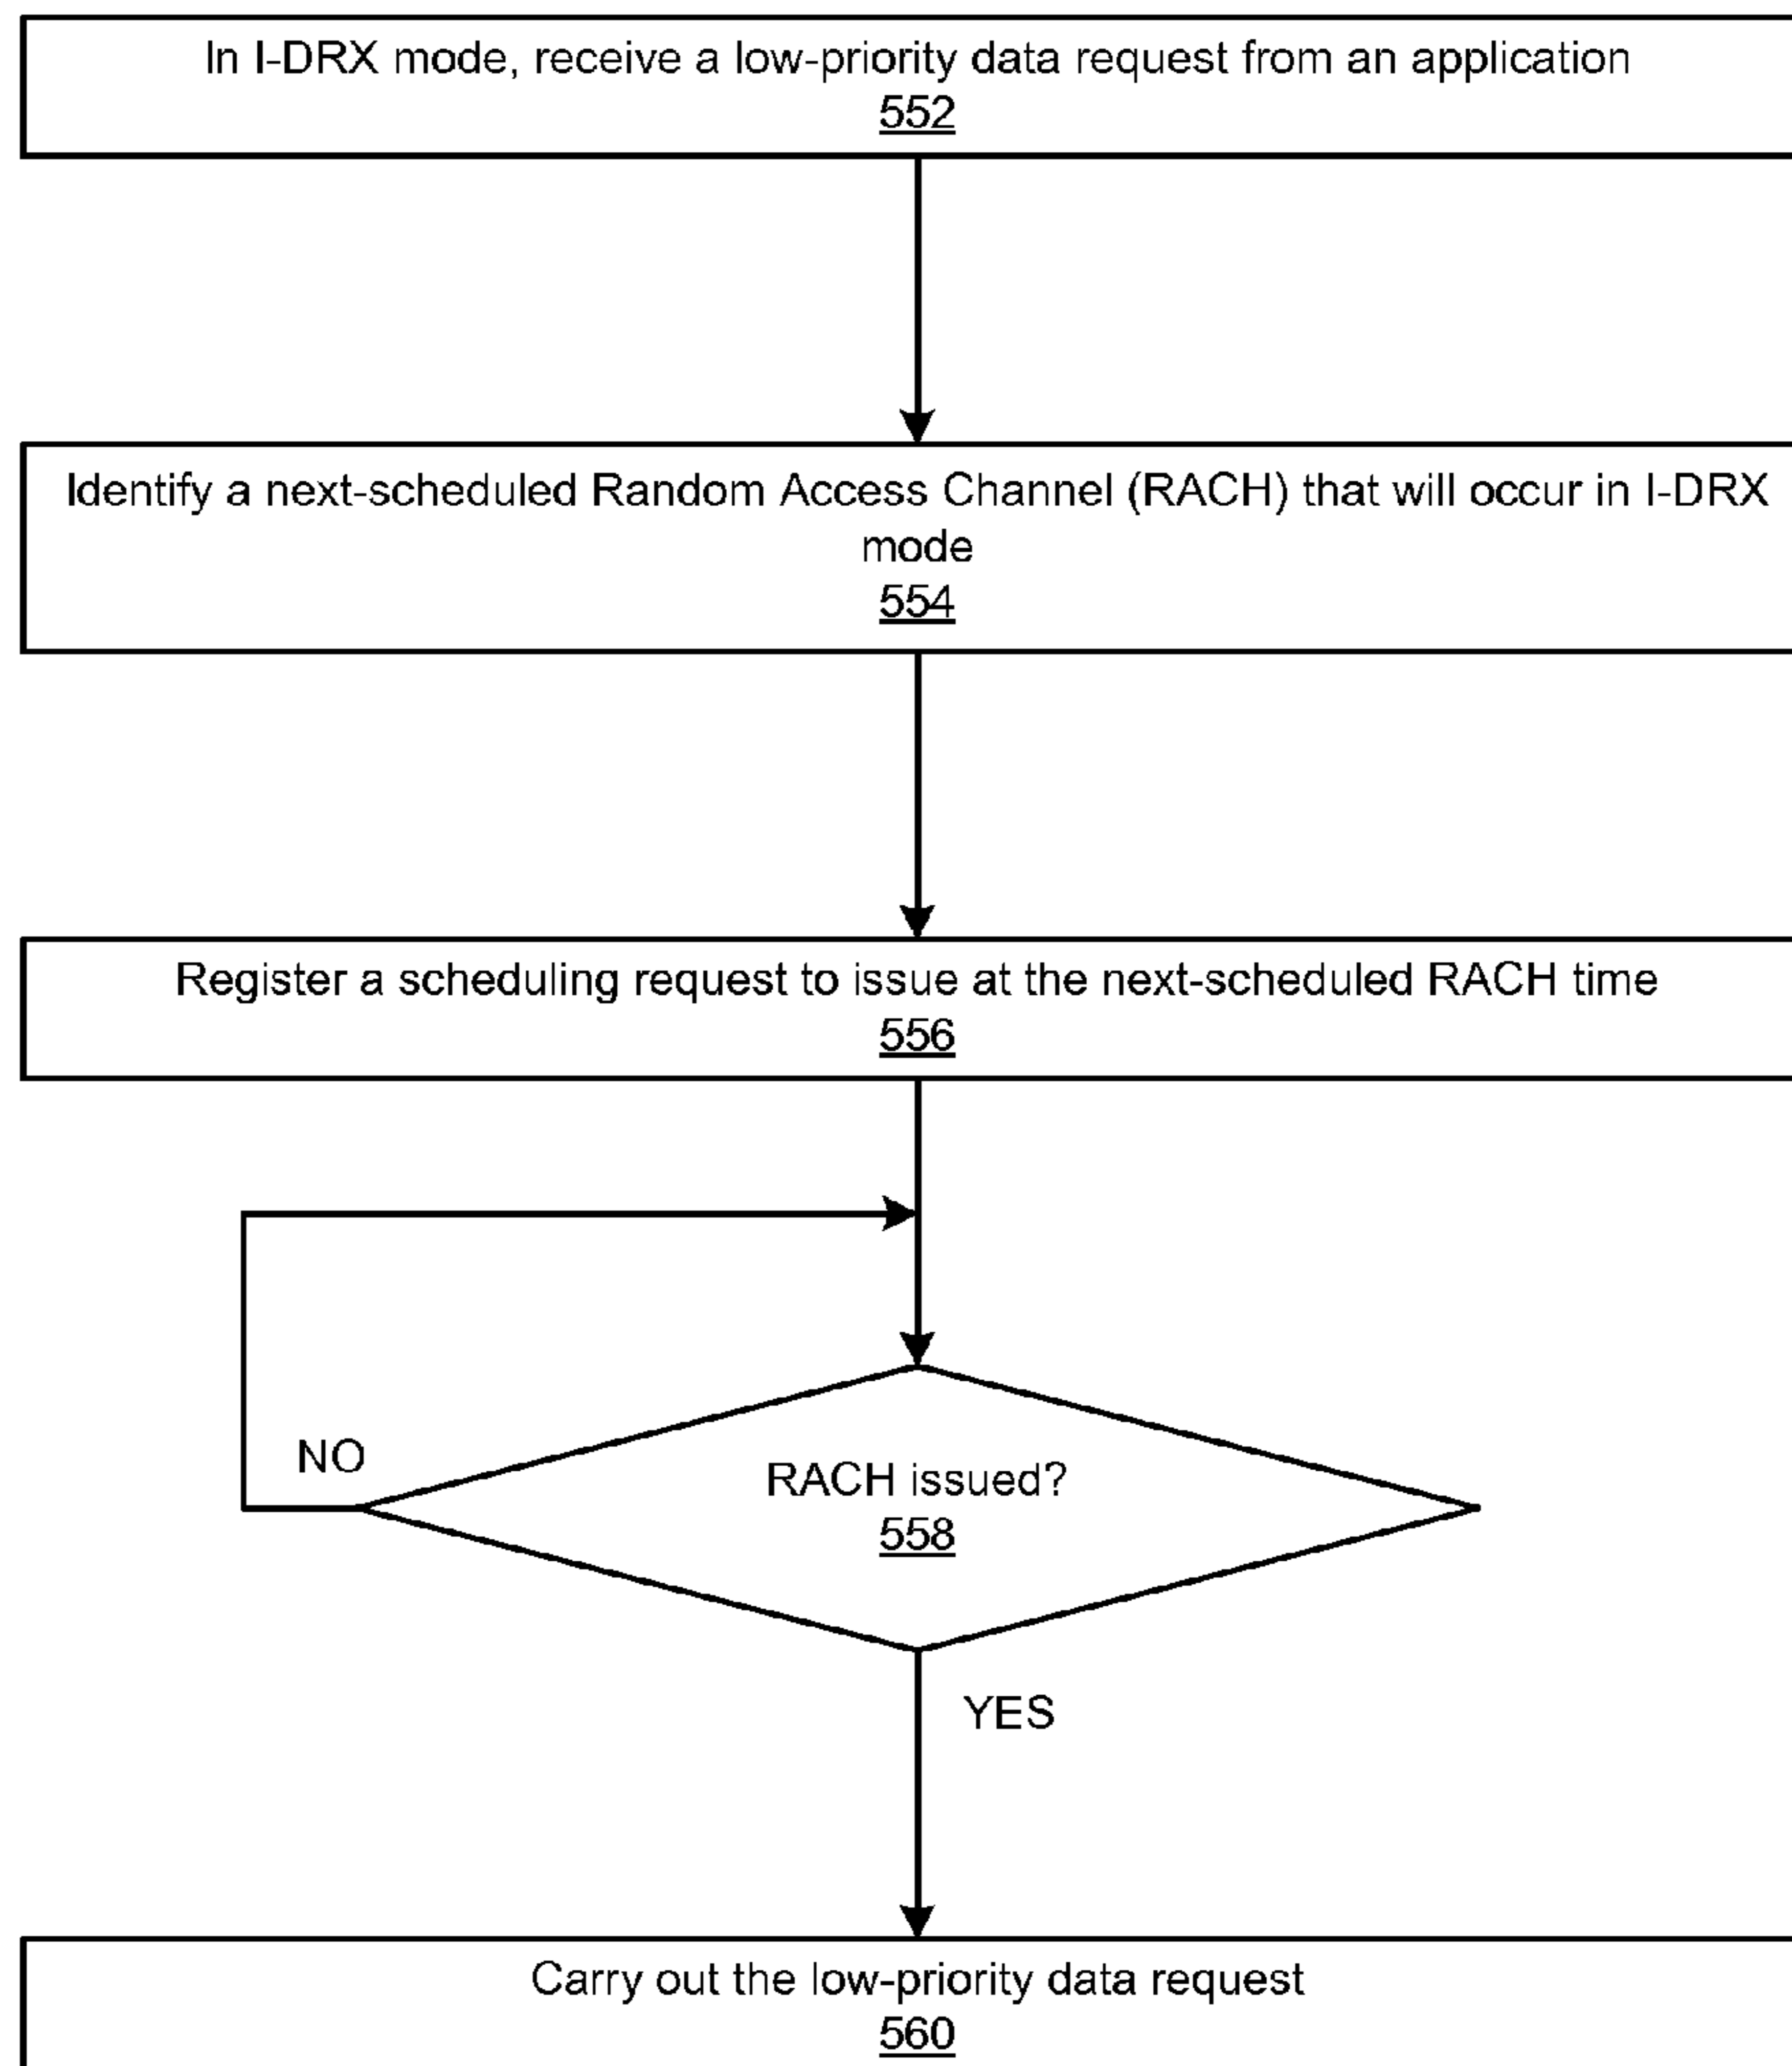 In I-DRX mode, receive a low-priority data request from an application
552
Identify a next-scheduled Random Access Channel (RACH) that will occur in I-DRX
mode
554
Register a scheduling request to issue at the next-scheduled RACH time
556
NO
RACH issued?
558
YES
Carry out the low-priority data request
560